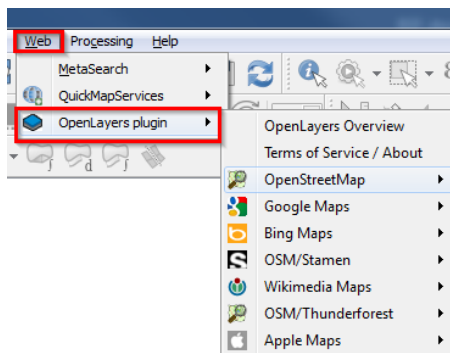 Web Processing Help
MetaSearch
QuickMapServices
OpenLayers plugin
OpenLayers Overview
Terms of Service / About
OpenStreetMap
Google Maps
Bing Maps
OSM/Stamen
Wikimedia Maps
OSM/Thunderforest
Apple Maps